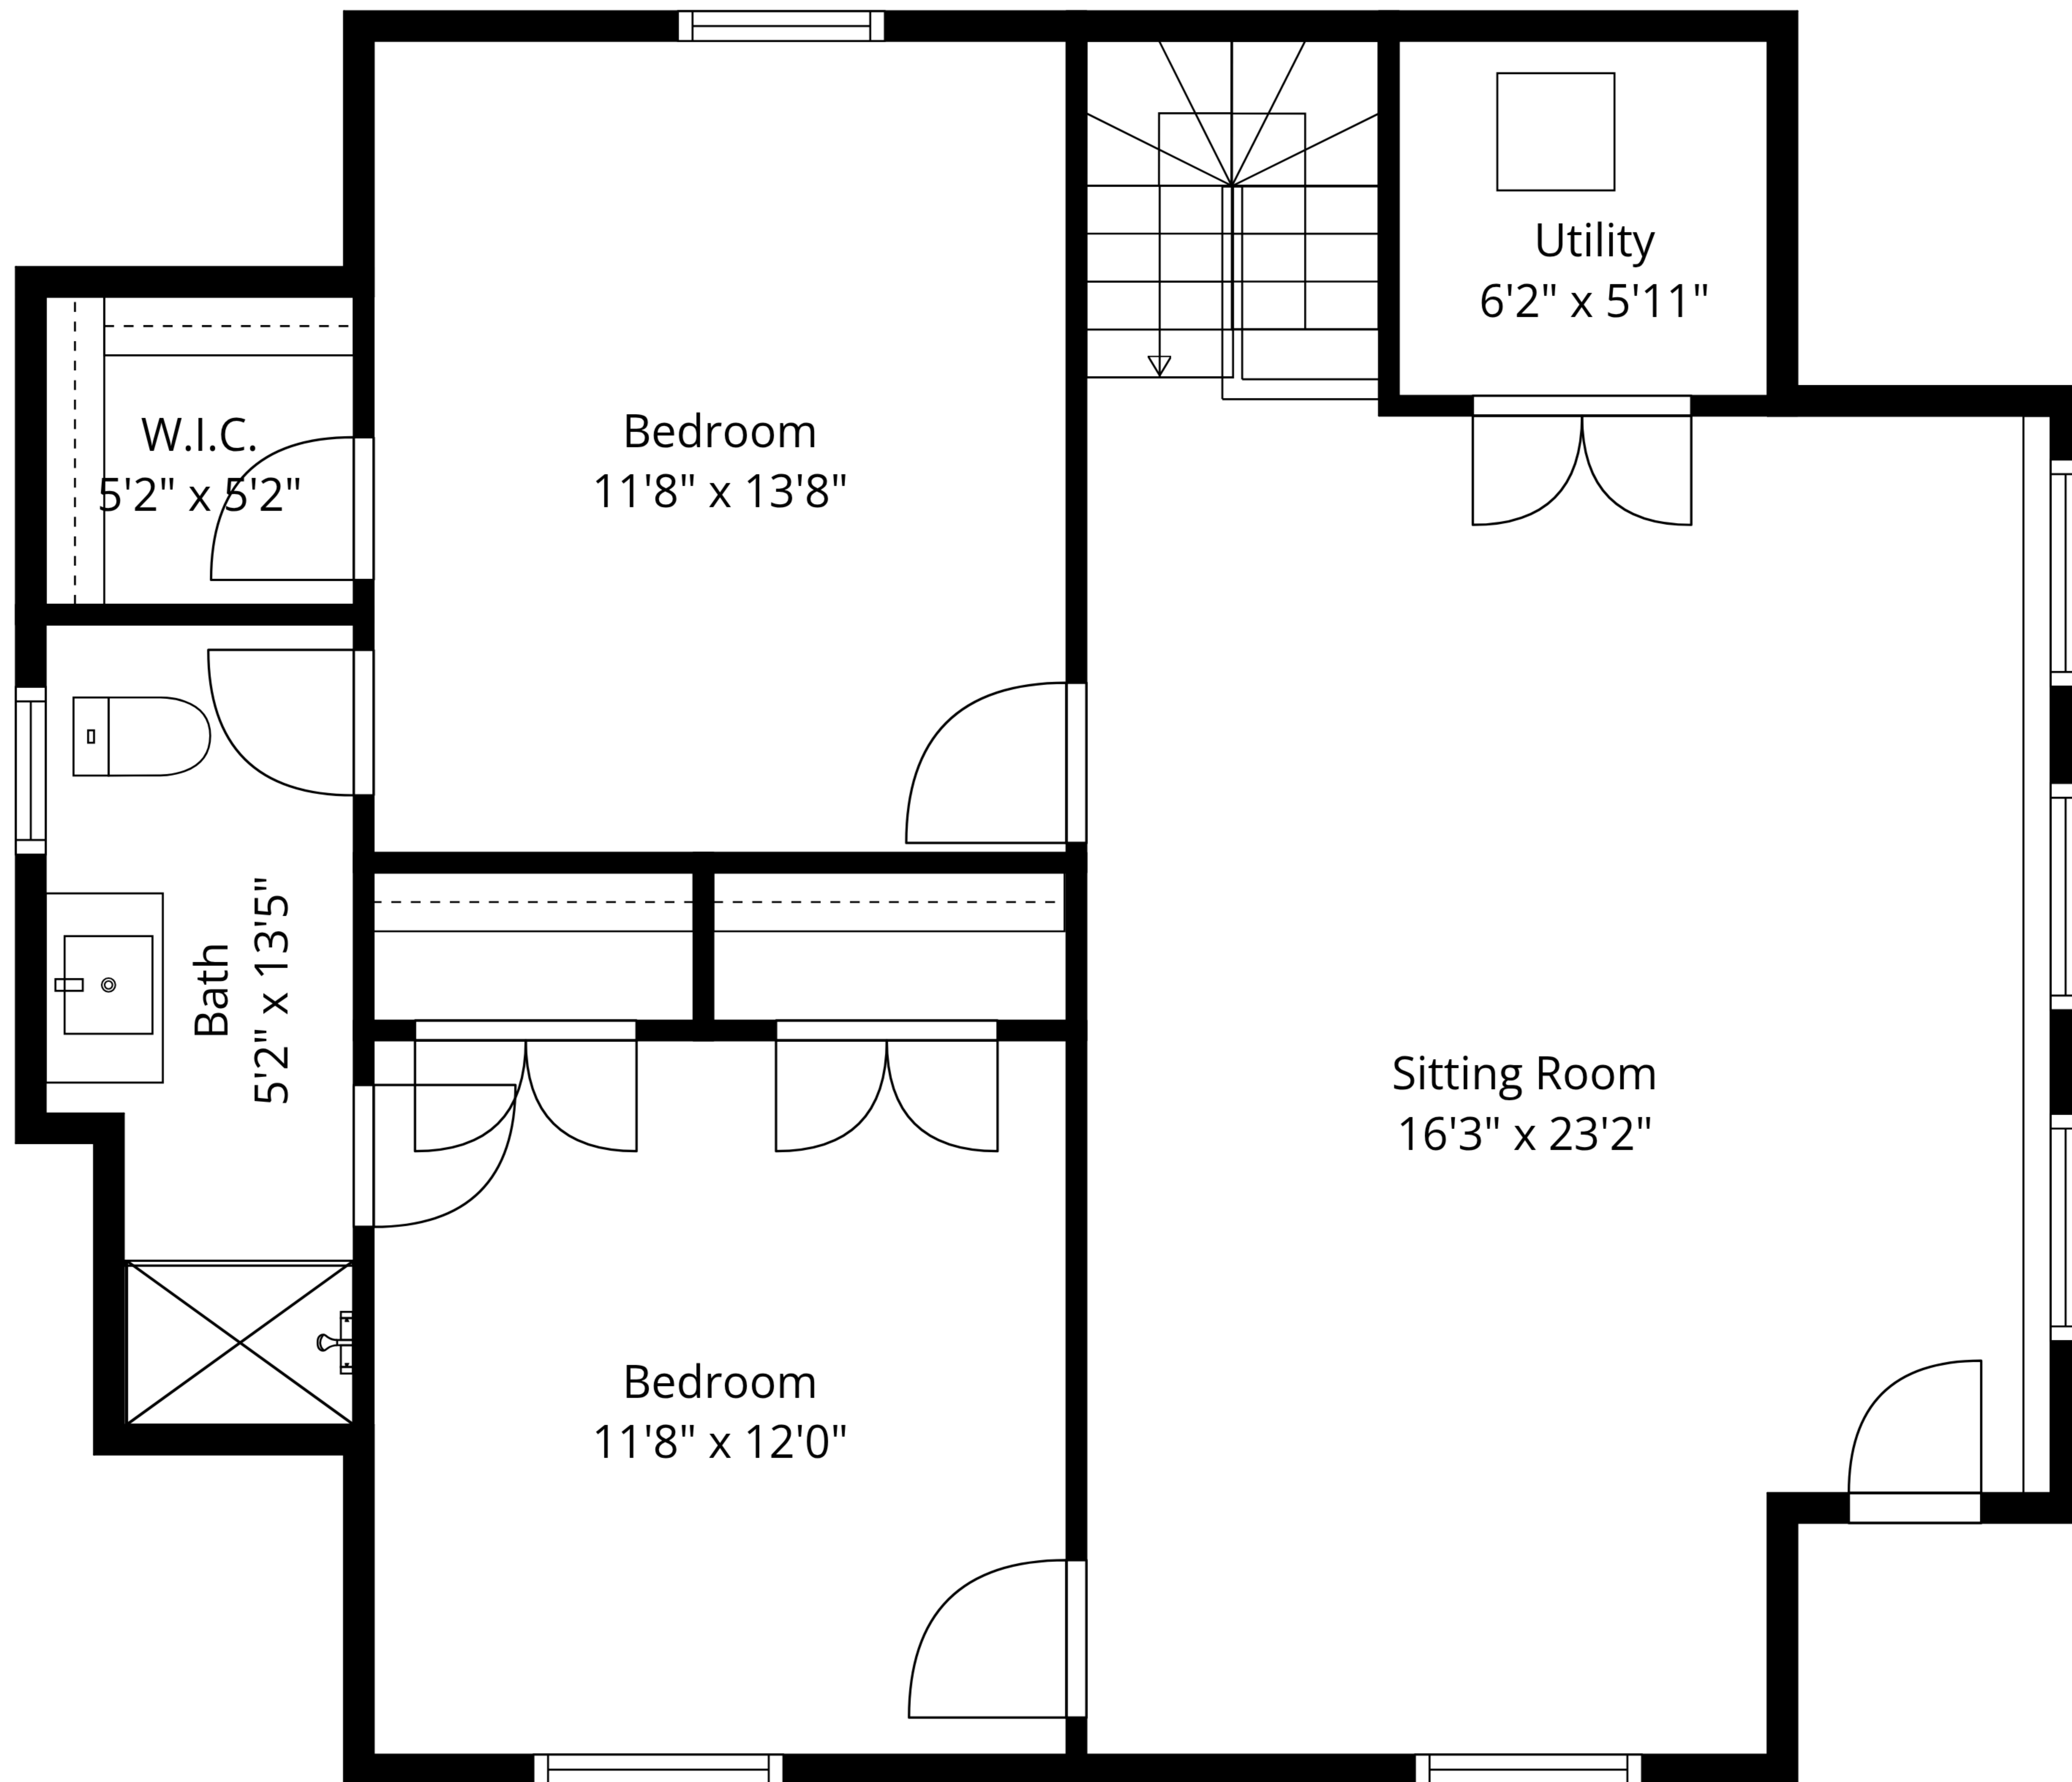 Utility
6'2" x 5'11"
W.I.C.
5'2" x 5'2"
Bedroom
11'8" x 13'8"
Bath
5'2" x 13'5"
Sitting Room
16'3" x 23'2"
Bedroom
11'8" x 12'0"